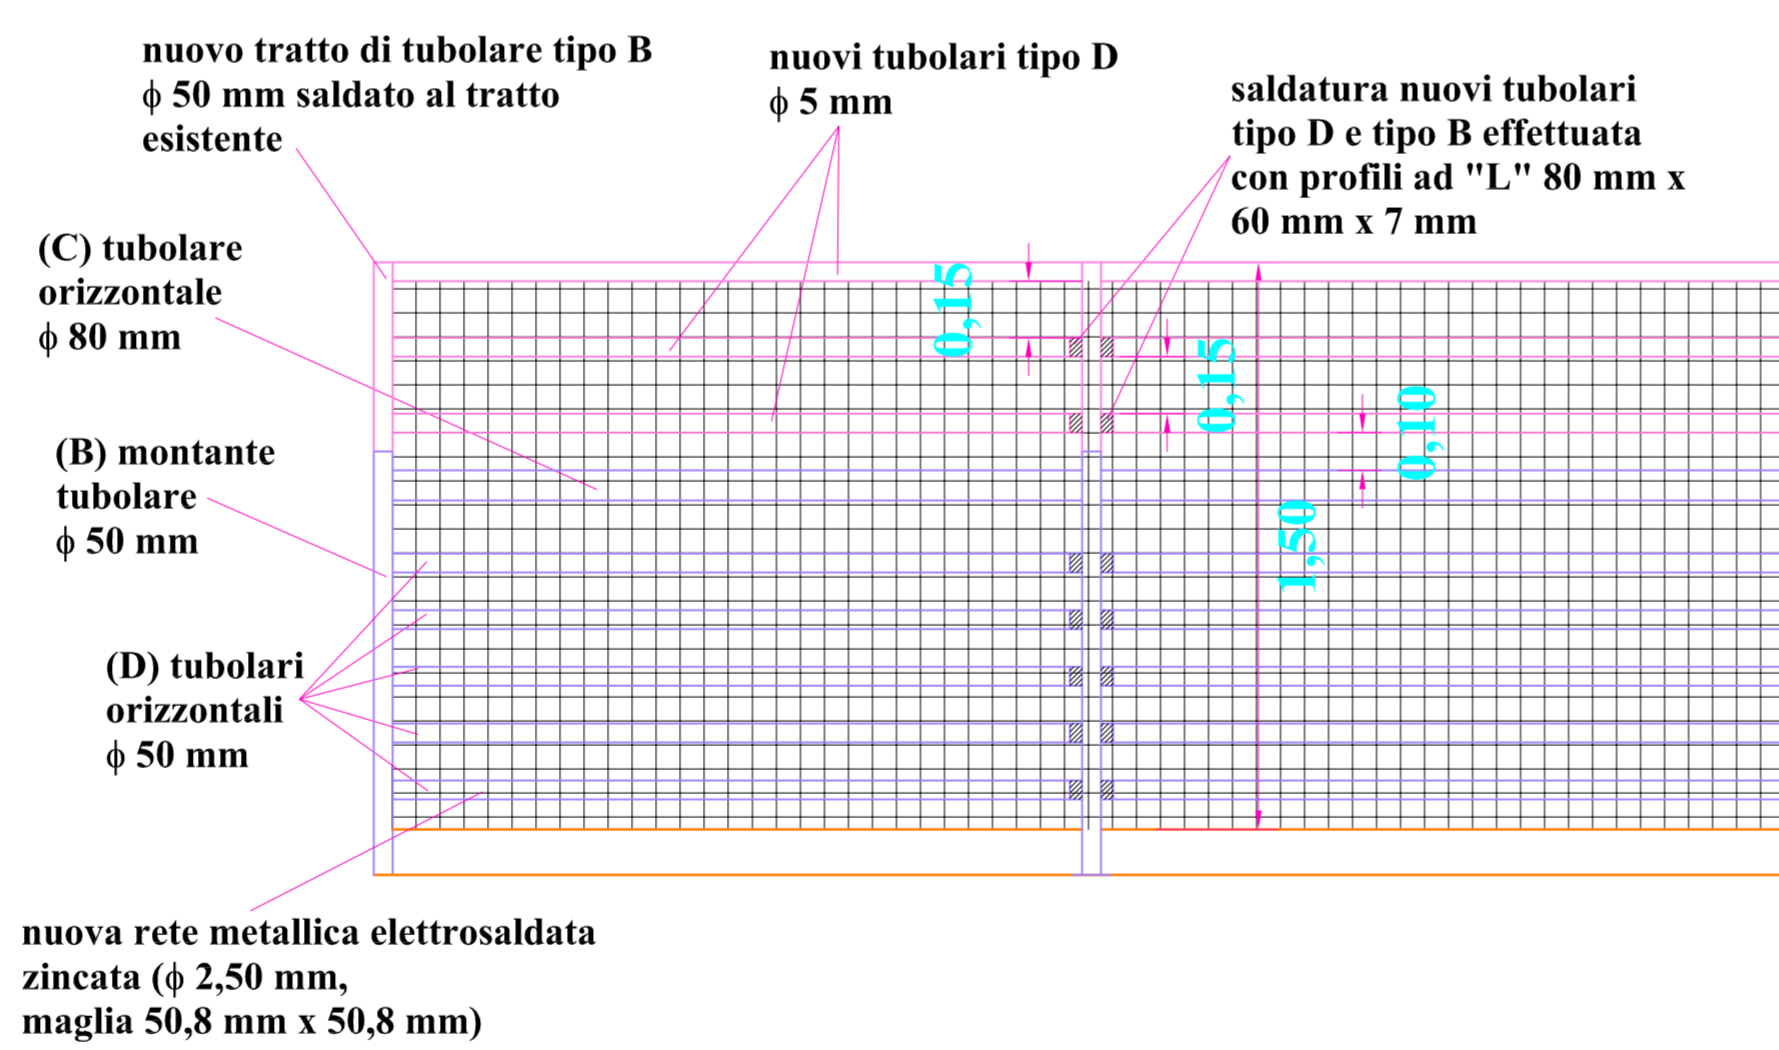 nuovo tratto di tubolare tipo B
ϕ 50 mm saldato al tratto
esistente
nuovi tubolari tipo D
ϕ 5 mm
saldatura nuovi tubolari
tipo D e tipo B effettuata
con profili ad "L" 80 mm x
60 mm x 7 mm
(C) tubolare
orizzontale
ϕ 80 mm
0,15
0,15
0,10
1,50
(B) montante
tubolare
ϕ 50 mm
(D) tubolari
orizzontali
ϕ 50 mm
nuova rete metallica elettrosaldata
zincata (ϕ 2,50 mm,
maglia 50,8 mm x 50,8 mm)